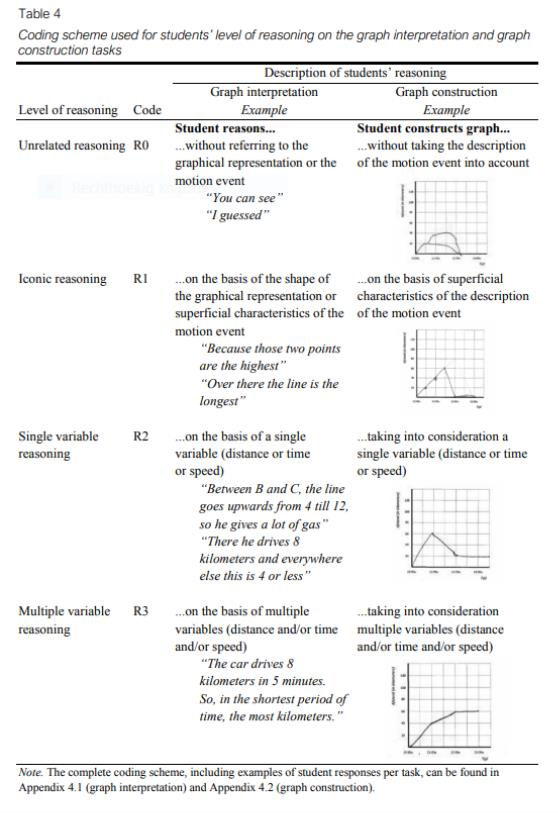 Table 4
Coding scheme used for students' level of reasoning on the graph interpretation and graph
construction tasks
Description of students' reasoning
Graph interpretation Graph construction
Level of reasoning Code Example Example
Student reasons... Student constructs graph...
Unrelated reasoning R0 ...without referring to the ...without taking the description
graphical representation or the of the motion event into account
motion event
"You can see"
"I guessed"
Iconic reasoning R1 ...on the basis of the shape of ...on the basis of superficial
the graphical representation or characteristics of the description
superficial characteristics of the of the motion event
motion event
"Because those two points
are the highest"
"Over there the line is the
longest"
Single variable R2 ...on the basis of a single ...taking into consideration a
reasoning variable (distance or time single variable (distance or time
or speed) or speed)
"Between B and C, the line
goes upwards from 4 till 12,
so he gives a lot of gas"
"There he drives 8
kilometers and everywhere
else this is 4 or less"
Multiple variable R3 ...on the basis of multiple ...taking into consideration
reasoning variables (distance and/or time multiple variables (distance
and/or speed) and/or time and/or speed)
"The car drives 8
kilometers in 5 minutes.
So, in the shortest period of
time, the most kilometers."
Note. The complete coding scheme, including examples of student responses per task, can be found in
Appendix 4.1 (graph interpretation) and Appendix 4.2 (graph construction).